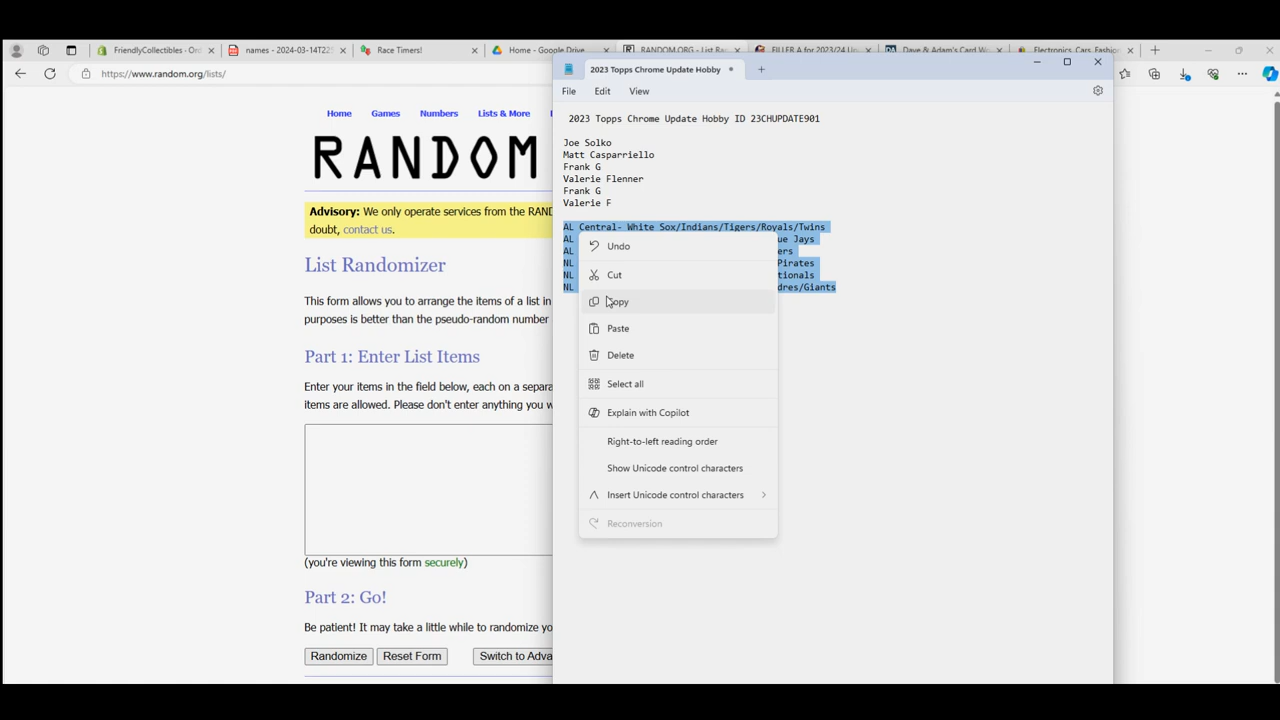 FriendlyCollectibles - Or
names - 2024-03-14T22
Race Timers!
Home - Google Drive
RANDOM.ORG - List Ra
FILLER A for 2023/24 U
Dave & Adam's Card W
Electronics, Cars, Fashion
https://www.random.org/lists/
Home
Games
Numbers
Lists & More
RANDOM
Advisory: We only operate services from the RAND
doubt, contact us.
List Randomizer
This form allows you to arrange the items of a list in
purposes is better than the pseudo-random number
Part 1: Enter List Items
Enter your items in the field below, each on a separa
items are allowed. Please don't enter anything you w
(you're viewing this form securely)
Part 2: Go!
Be patient! It may take a little while to randomize yo
Randomize
Reset Form
Switch to Adva
2023 Topps Chrome Update Hobby
File
Edit
View
2023 Topps Chrome Update Hobby ID 23CHUPDATE901
Joe Solko
Matt Casparriello
Frank G
Valerie Flenner
Frank G
Valerie F
AL Central- White Sox/Indians/Tigers/Royals/Twins
AL ue Jays
AL ers
NL Pirates
NL tionals
NL dres/Giants
Undo
Cut
Copy
Paste
Delete
Select all
Explain with Copilot
Right-to-left reading order
Show Unicode control characters
Insert Unicode control characters
Reconversion